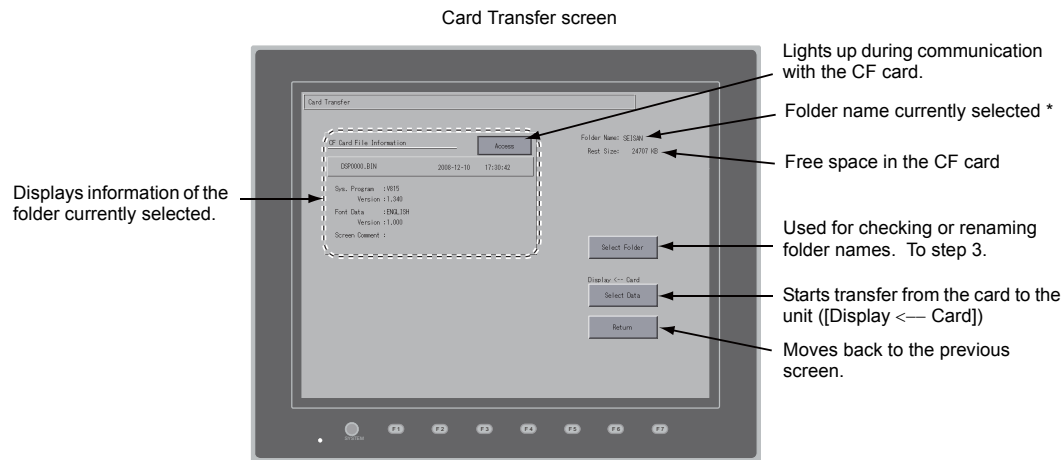 Card Transfer screen
Lights up during communication
with the CF card.
Folder name currently selected *
Free space in the CF card
Displays information of the
folder currently selected.
Used for checking or renaming
folder names.  To step 3.
Starts transfer from the card to the
unit ([Display <-- Card])
Moves back to the previous
screen.
Card Transfer
CF Card File Information
Access
DSP0000.BIN 2008-12-10 17:30:42
Sys. Program :V815
Version :1.340
Font Data :ENGLISH
Version :1.000
Screen Comment :
Folder Name: SEISAN
Rest Size: 24707 KB
Select Folder
Display <-- Card
Select Data
Return
SYSTEM
F1 F2 F3 F4 F5 F6 F7